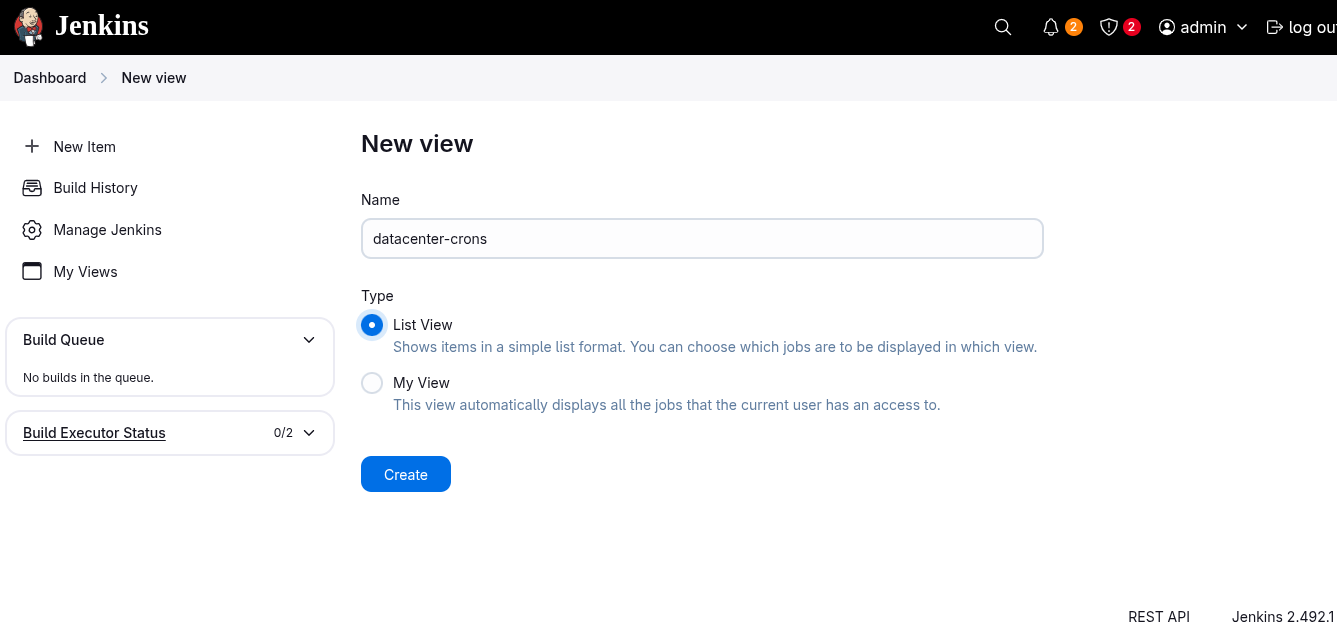 Jenkins
2
2
admin
log ou
Dashboard
New view
New Item
Build History
Manage Jenkins
My Views
Build Queue
No builds in the queue.
Build Executor Status
0/2
New view
Name
datacenter-crons
Type
List View
Shows items in a simple list format. You can choose which jobs are to be displayed in which view.
My View
This view automatically displays all the jobs that the current user has an access to.
Create
REST API
Jenkins 2.492.1